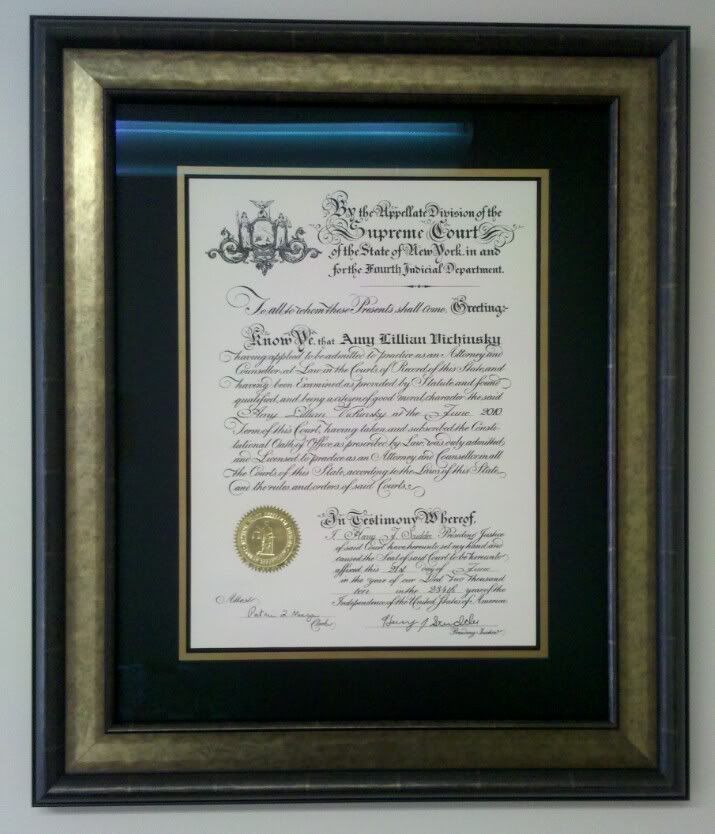 By the Appellate Division of the
Supreme Court
of the State of New York in and
for the Fourth Judicial Department.
To all to whom these Presents shall come, Greeting:
Know Ye, that Amy Lillian Vichinsky
having applied to be admitted to practice as an Attorney and
Counsellor at Law in the Courts of Record of this State, and
having been Examined as provided by Statute and found
qualified, and being a citizen of good moral character the said
Amy Lillian Vichinsky at the June 2010
Term of this Court, having taken and subscribed the Consti-
tutional Oath of Office as prescribed by Law, was duly admitted
and Licensed to practice as an Attorney and Counsellor in all
the Courts of this State, according to the Laws of this State
and the rules and orders of said Courts.
In Testimony Whereof,
I, Henry J. Scudder Presiding Justice
of said Court have hereunto set my hand and
caused the Seal of said Court to be hereunto
affixed, this 21st day of June
in the year of our Lord Two Thousand
ten in the 234th year of the
Independence of the United States of America
Attest
Clerk
Henry J Scudder
Presiding Justice